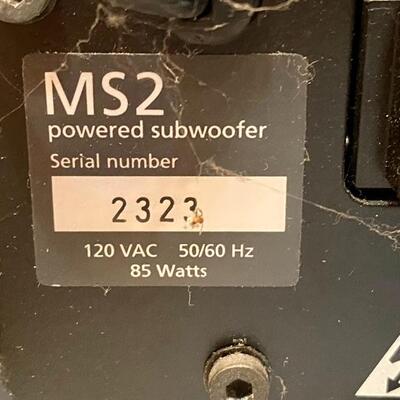 MS2
powered subwoofer
Serial number
2323
120 VAC 50/60 Hz
85 Watts